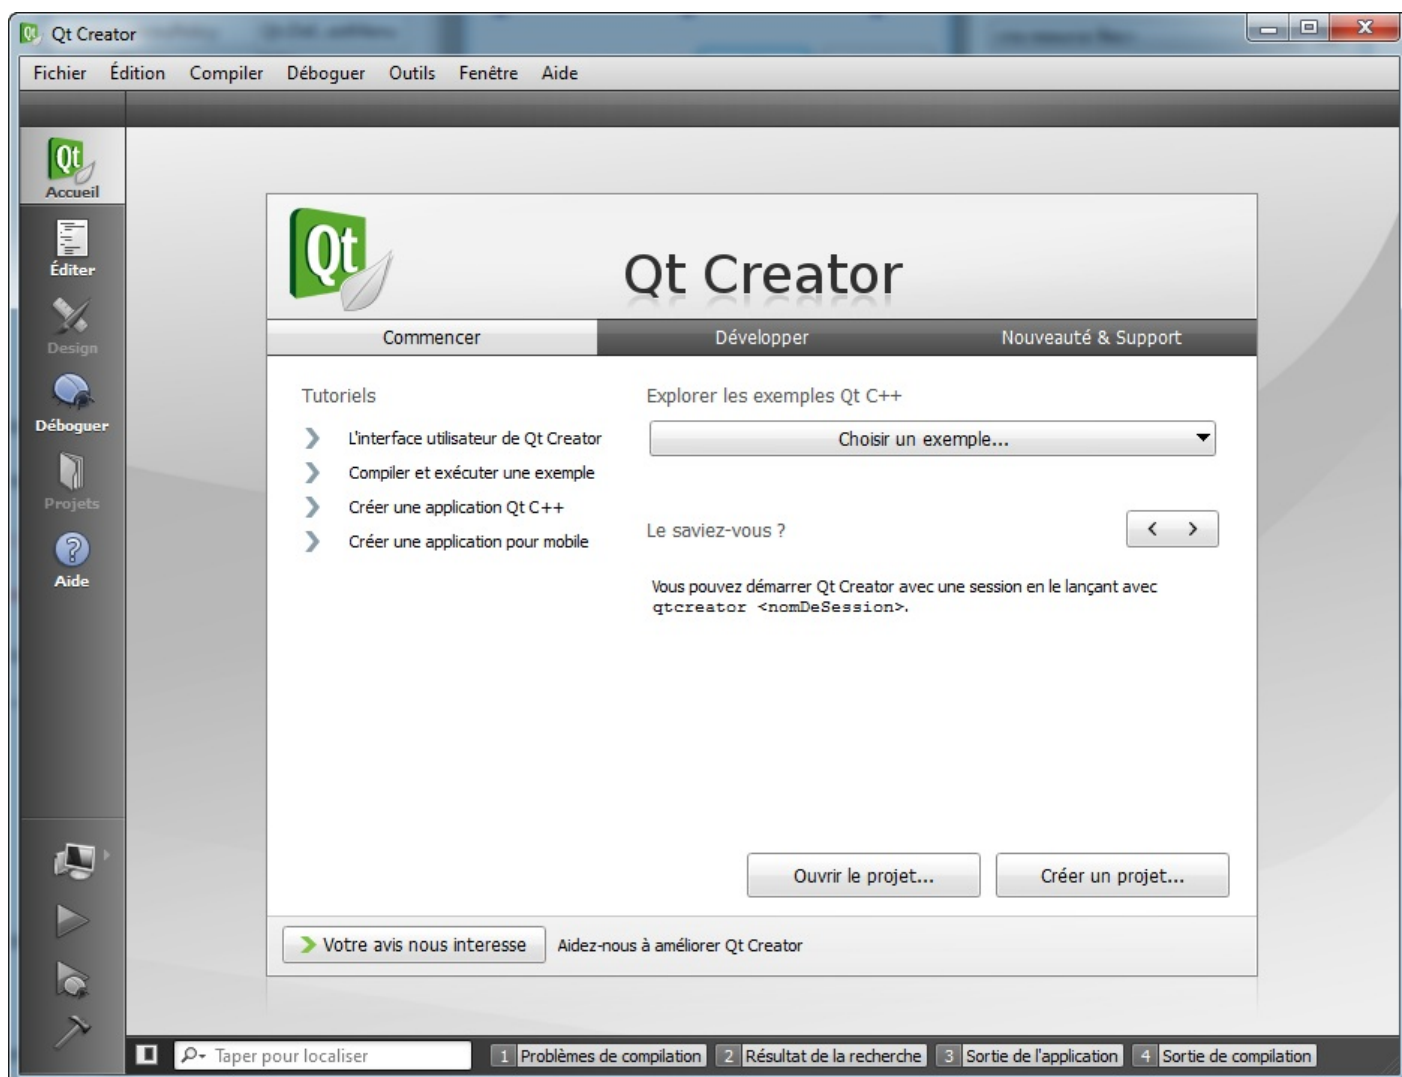 Qt Creator
Fichier Édition Compiler Déboguer Outils Fenêtre Aide
Qt
Accueil
Éditer
Design
Déboguer
Projets
Aide
Qt
Qt Creator
Commencer Développer Nouveauté & Support
Tutoriels
L'interface utilisateur de Qt Creator
Compiler et exécuter une exemple
Créer une application Qt C++
Créer une application pour mobile
Explorer les exemples Qt C++
Choisir un exemple...
Le saviez-vous ?
Vous pouvez démarrer Qt Creator avec une session en le lançant avec
qtcreator <nomDeSession>.
Ouvrir le projet... Créer un projet...
Votre avis nous interesse Aidez-nous à améliorer Qt Creator
Taper pour localiser 1 Problèmes de compilation 2 Résultat de la recherche 3 Sortie de l'application 4 Sortie de compilation